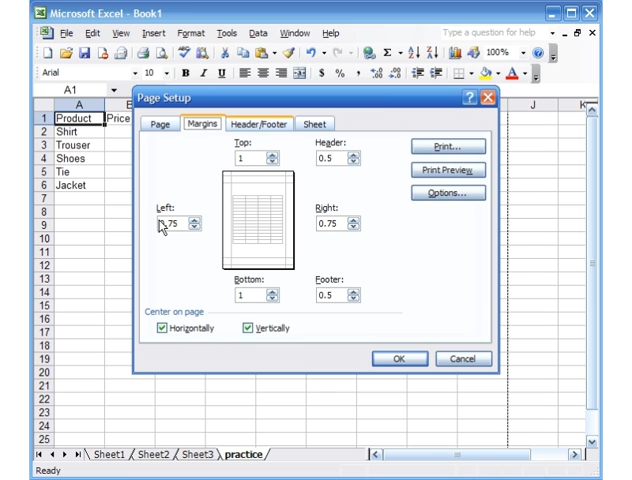 Microsoft Excel - Book1
File Edit View Insert Format Tools Data Window Help
Type a question for help
100%
Arial 10 B I U $ % ,
A1
Page Setup
A J K
Page Margins Header/Footer Sheet
1 Product Price
2 Shirt
3 Trouser
4 Shoes
5 Tie
6 Jacket
7
8
9
10
11
12
13
14
15
16
17
18
19
20
21
22
23
24
25
Top: Header:
1 0.5
Print...
Print Preview
Options...
Left: Right:
0.75 0.75
Bottom: Footer:
1 0.5
Center on page
Horizontally Vertically
OK Cancel
Sheet1 Sheet2 Sheet3 practice
Ready